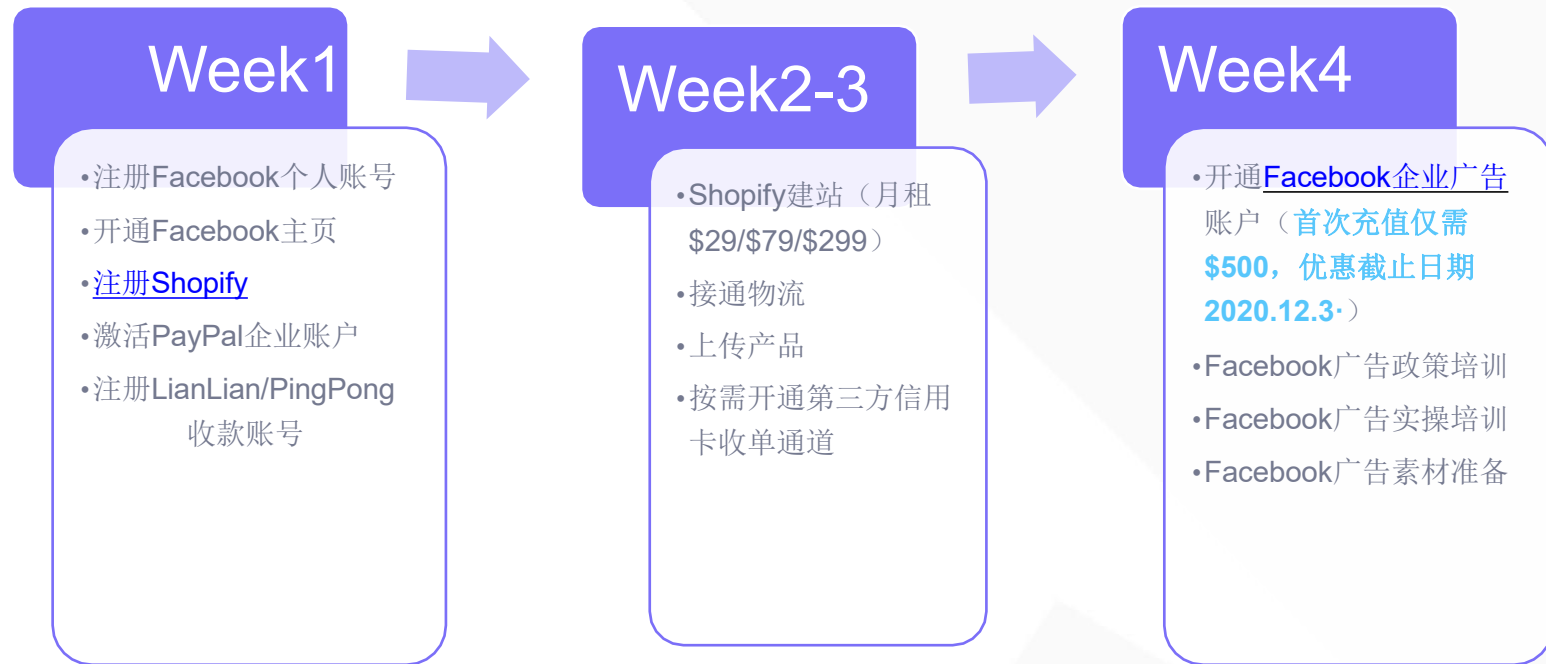 Week1
•注册Facebook个人账号
•开通Facebook主页
•注册Shopify
•激活PayPal企业账户
•注册LianLian/PingPong
收款账号
Week2-3
•Shopify建站（月租
$29/$79/$299）
•接通物流
•上传产品
•按需开通第三方信用
卡收单通道
Week4
•开通Facebook企业广告
账户（首次充值仅需
$500，优惠截止日期
2020.12.3·）
•Facebook广告政策培训
•Facebook广告实操培训
•Facebook广告素材准备